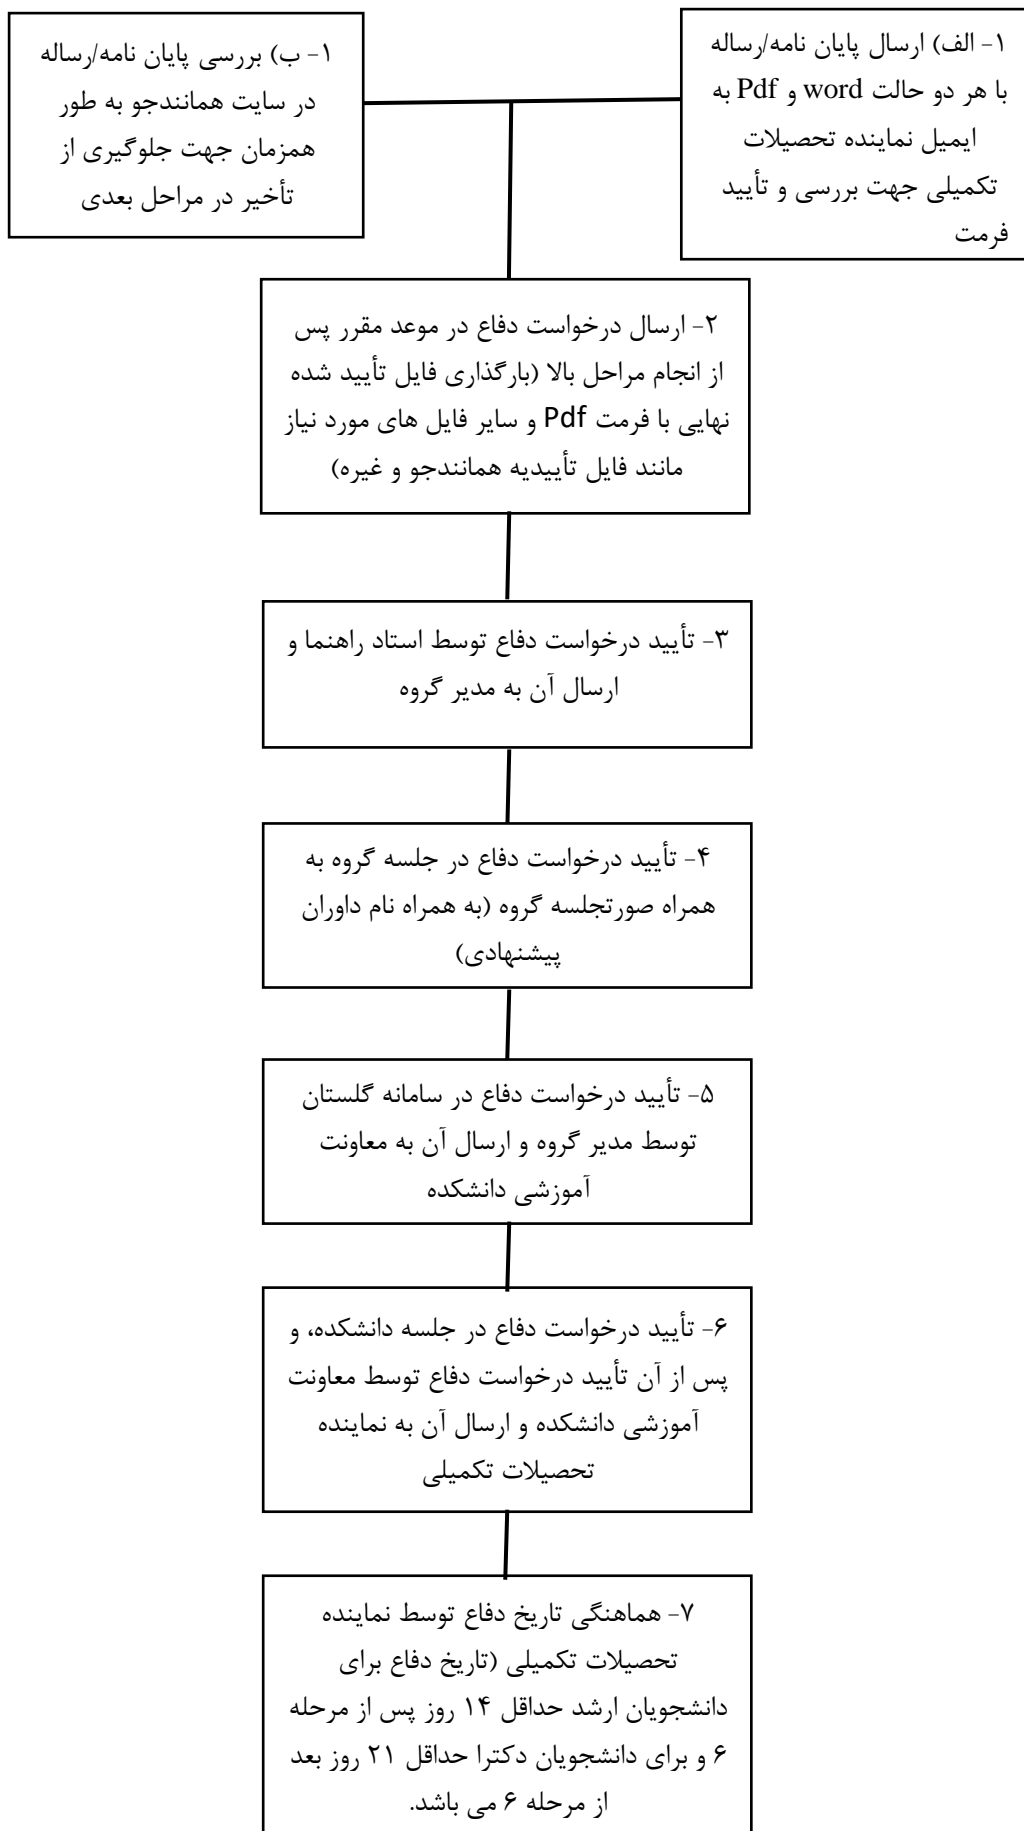 ۱- الف) ارسال پایان نامه/رساله
با هر دو حالت word و Pdf به
ایمیل نماینده تحصیلات
تکمیلی جهت بررسی و تأیید
فرمت
۱- ب) بررسی پایان نامه/رساله
در سایت همانندجو به طور
همزمان جهت جلوگیری از
تأخیر در مراحل بعدی
۲- ارسال درخواست دفاع در موعد مقرر پس
از انجام مراحل بالا (بارگذاری فایل تأیید شده
نهایی با فرمت Pdf و سایر فایل های مورد نیاز
مانند فایل تأییدیه همانندجو و غیره)
۳- تأیید درخواست دفاع توسط استاد راهنما و
ارسال آن به مدیر گروه
۴- تأیید درخواست دفاع در جلسه گروه به
همراه صورتجلسه گروه (به همراه نام داوران
پیشنهادی)
۵- تأیید درخواست دفاع در سامانه گلستان
توسط مدیر گروه و ارسال آن به معاونت
آموزشی دانشکده
۶- تأیید درخواست دفاع در جلسه دانشکده، و
پس از آن تأیید درخواست دفاع توسط معاونت
آموزشی دانشکده و ارسال آن به نماینده
تحصیلات تکمیلی
۷- هماهنگی تاریخ دفاع توسط نماینده
تحصیلات تکمیلی (تاریخ دفاع برای
دانشجویان ارشد حداقل ۱۴ روز پس از مرحله
۶ و برای دانشجویان دکترا حداقل ۲۱ روز بعد
از مرحله ۶ می باشد.